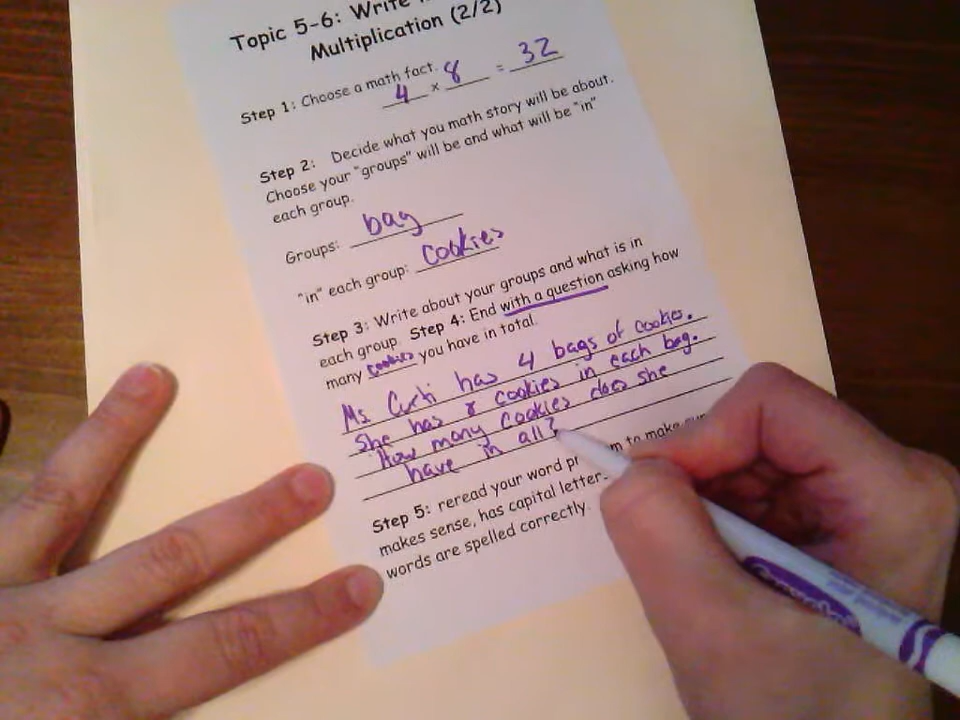 Topic 5-6: Write
Multiplication (2/2)
Step 1: Choose a math fact.
4 x 8 = 32
Step 2: Decide what you math story will be about.
Choose your "groups" will be and what will be "in"
each group.
Groups: bag
"in" each group: cookies
Step 3: Write about your groups and what is in
each group Step 4: End with a question asking how
many cookies you have in total.
Ms. has 4 bags of cookies.
She has 8 cookies in each bag.
How many cookies does she
have in all?
Step 5: reread your word to make
makes sense, has capital
words are spelled correctly.
Crayola